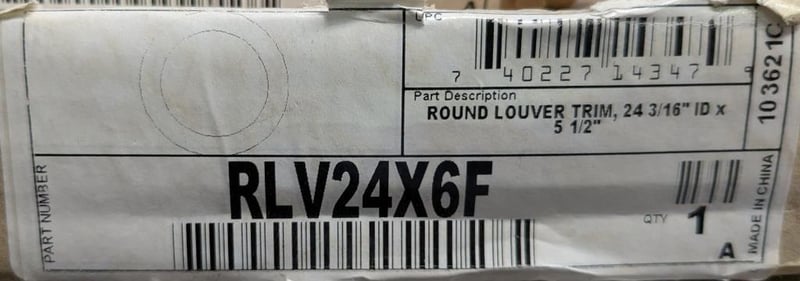 UPC
7 40227 14347 9
Part Description
ROUND LOUVER TRIM, 24 3/16" ID x
5 1/2"
103621C
PART NUMBER
RLV24X6F
QTY 1
A
MADE IN CHINA